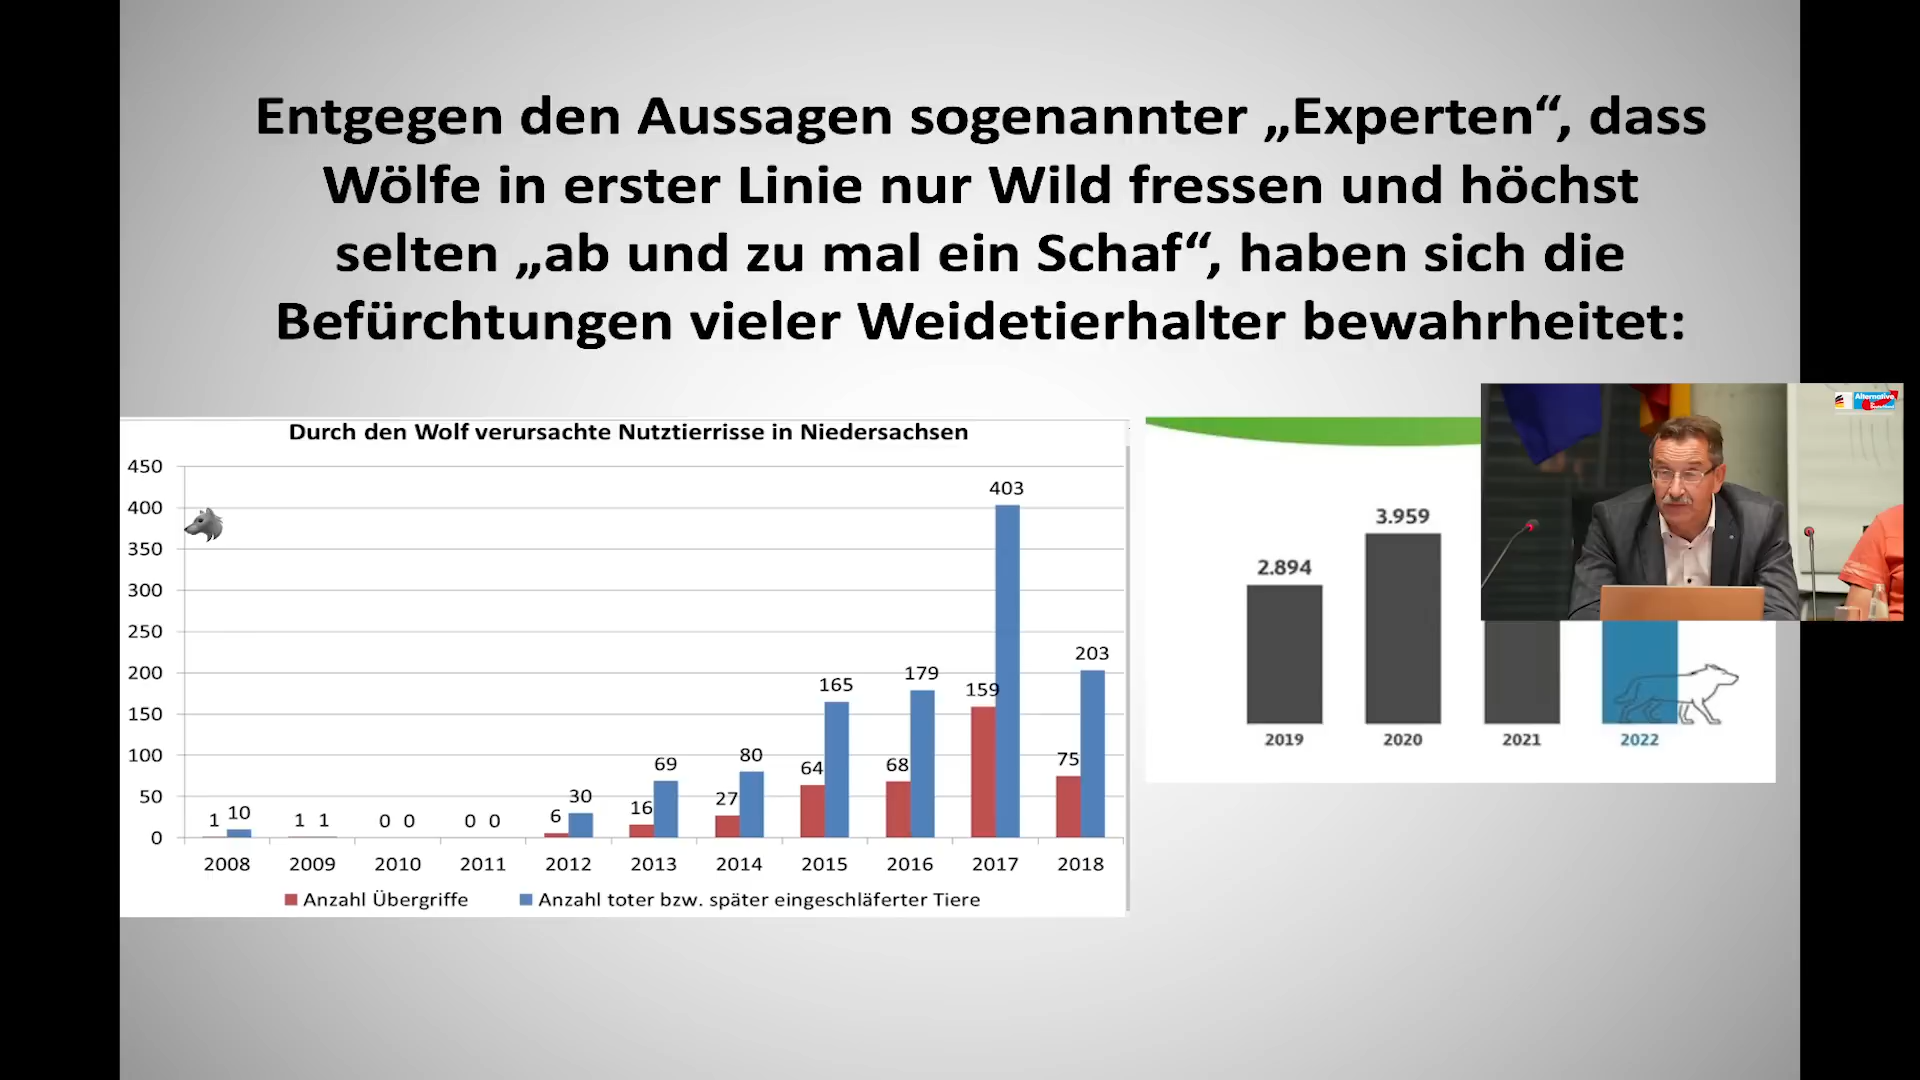 Entgegen den Aussagen sogenannter „Experten“, dass
Wölfe in erster Linie nur Wild fressen und höchst
selten „ab und zu mal ein Schaf“, haben sich die
Befürchtungen vieler Weidetierhalter bewahrheitet:
Durch den Wolf verursachte Nutztierrisse in Niedersachsen
450
400
350
300
250
200
150
100
50
0
1 10
1 1
0 0
0 0
6 30
16 69
27 80
64 165
68 179
159 403
75 203
2008 2009 2010 2011 2012 2013 2014 2015 2016 2017 2018
Anzahl Übergriffe Anzahl toter bzw. später eingeschläferter Tiere
2.894 3.959
2019 2020 2021 2022
Alternative